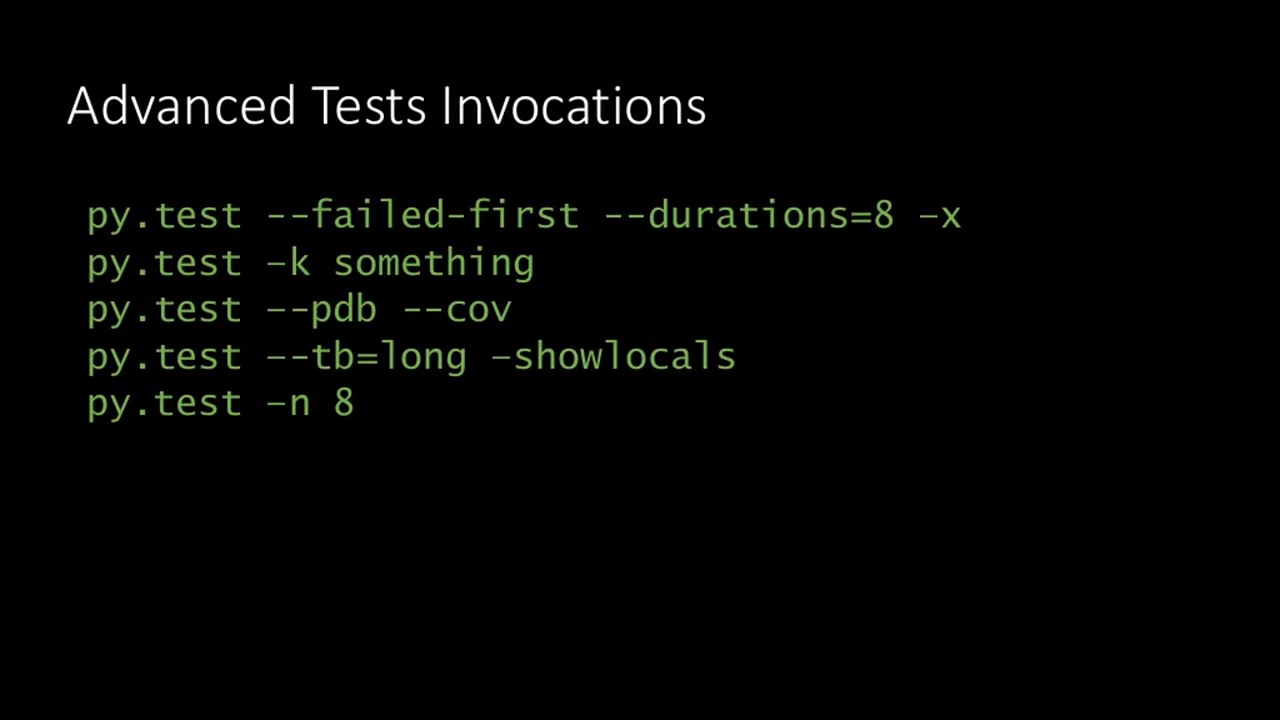 Advanced Tests Invocations
py.test --failed-first --durations=8 –x
py.test –k something
py.test –-pdb --cov
py.test –-tb=long –showlocals
py.test –n 8